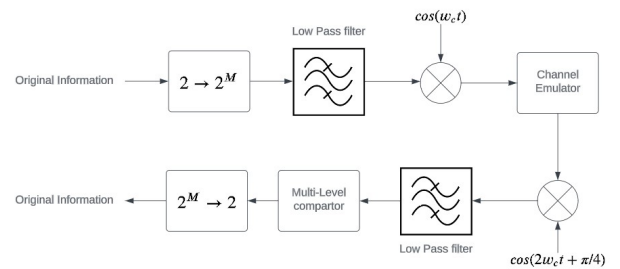 cos(w_c t)
Low Pass filter
Original Information
2 → 2^M
Channel
Emulator
Original Information
2^M → 2
Multi-Level
compartor
Low Pass filter
cos(2w_c t + π/4)